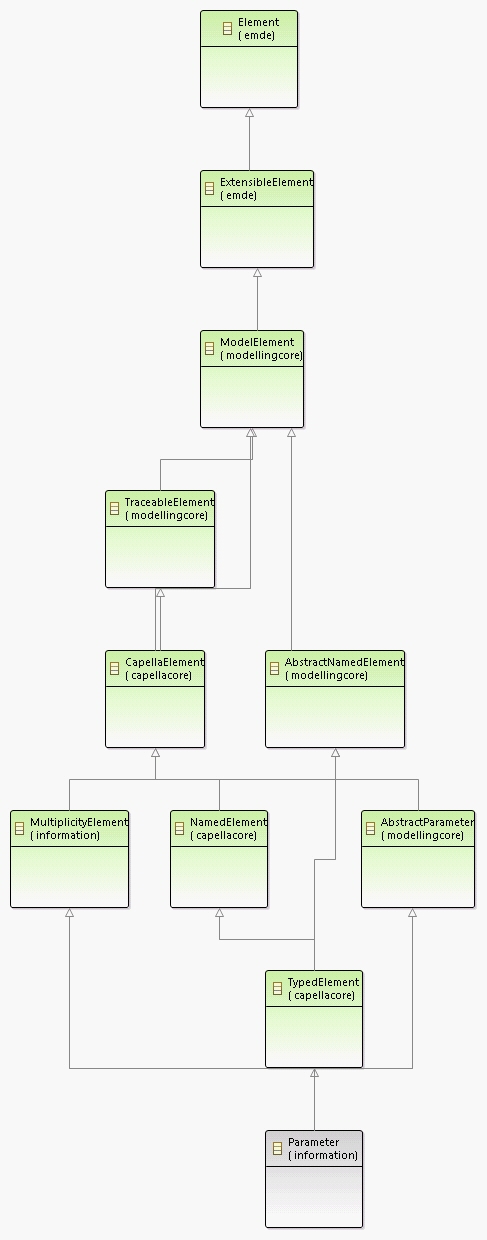 Element
( emde)
ExtensibleElement
( emde)
ModelElement
( modellingcore)
TraceableElement
( modellingcore)
CapellaElement
( capellacore)
AbstractNamedElement
( modellingcore)
MultiplicityElement
( information)
NamedElement
( capellacore)
AbstractParameter
( modellingcore)
TypedElement
( capellacore)
Parameter
( information)